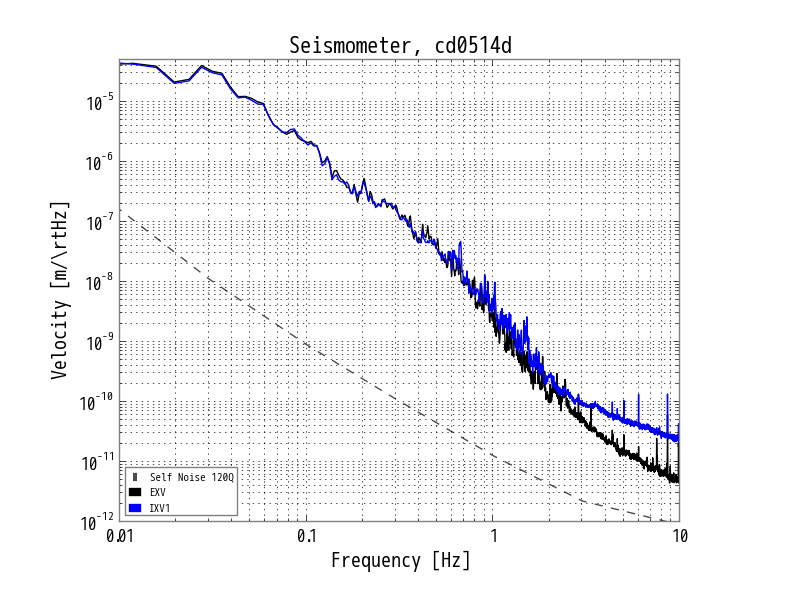 Seismometer, cd0514d
Velocity [m/\rtHz]
10^-5
10^-6
10^-7
10^-8
10^-9
10^-10
10^-11
10^-12
Self Noise 120Q
EXV
IXV1
0.01
0.1
1
10
Frequency [Hz]